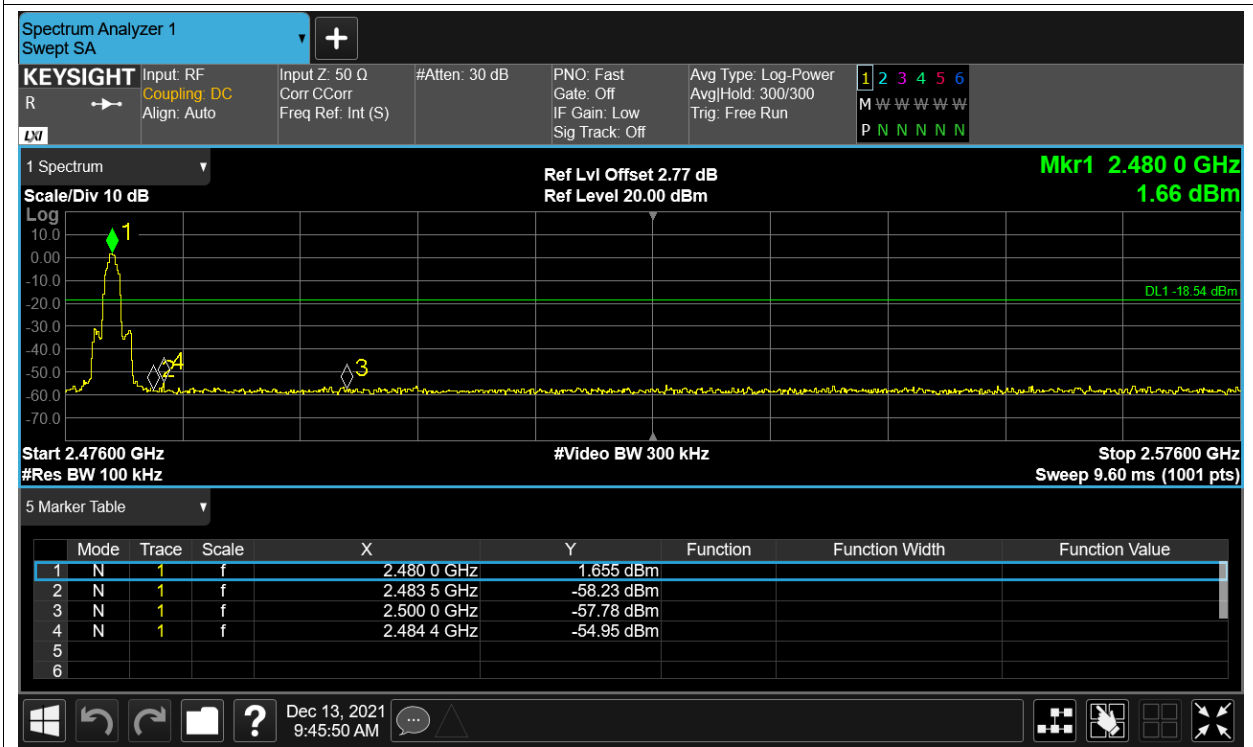 Spectrum Analyzer 1
Swept SA
KEYSIGHT Input: RF Input Z: 50 Ω #Atten: 30 dB PNO: Fast Avg Type: Log-Power 1 2 3 4 5 6
R Coupling: DC Corr CCorr Gate: Off Avg|Hold: 300/300 M W W W W W
Align: Auto Freq Ref: Int (S) IF Gain: Low Trig: Free Run
LXI Sig Track: Off P N N N N N
1 Spectrum Ref Lvl Offset 2.77 dB Mkr1 2.480 0 GHz
Scale/Div 10 dB Ref Level 20.00 dBm 1.66 dBm
Log
10.0 1
0.00
-10.0
DL1 -18.54 dBm
-20.0
-30.0
-40.0
2 4 3
-50.0
-60.0
-70.0
Start 2.47600 GHz #Video BW 300 kHz Stop 2.57600 GHz
#Res BW 100 kHz Sweep 9.60 ms (1001 pts)
5 Marker Table
Mode Trace Scale X Y Function Function Width Function Value
1 N 1 f 2.480 0 GHz 1.655 dBm
2 N 1 f 2.483 5 GHz -58.23 dBm
3 N 1 f 2.500 0 GHz -57.78 dBm
4 N 1 f 2.484 4 GHz -54.95 dBm
5
6
? Dec 13, 2021
9:45:50 AM